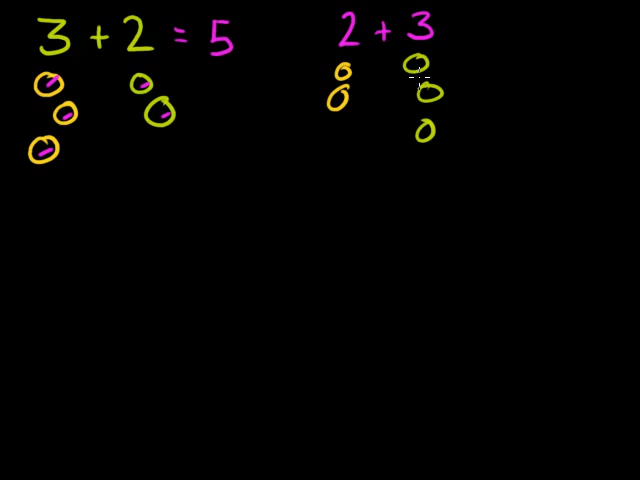 3 + 2 = 5
2 + 3